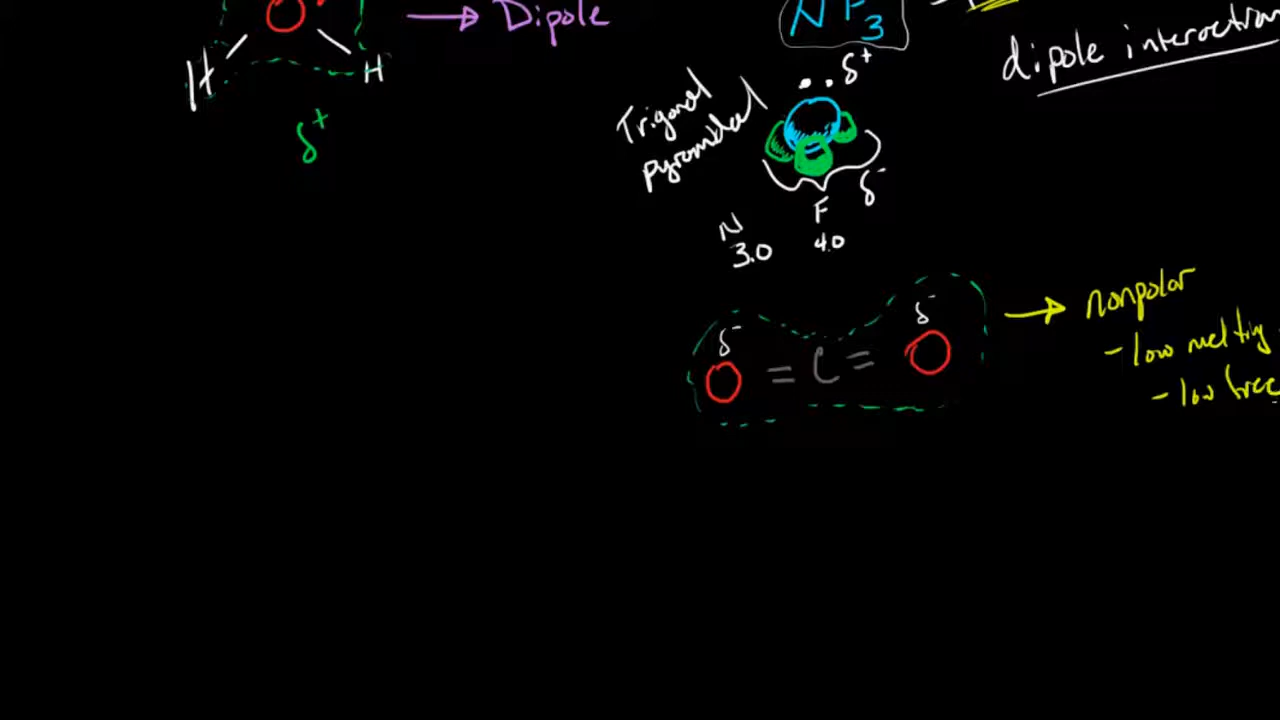 O
H H
δ+
Dipole
NF3
δ+
Trigonal
pyramidal
δ-
N F
3.0 4.0
dipole interaction
δ- δ-
O = C = O
nonpolar
- low melting
- low free